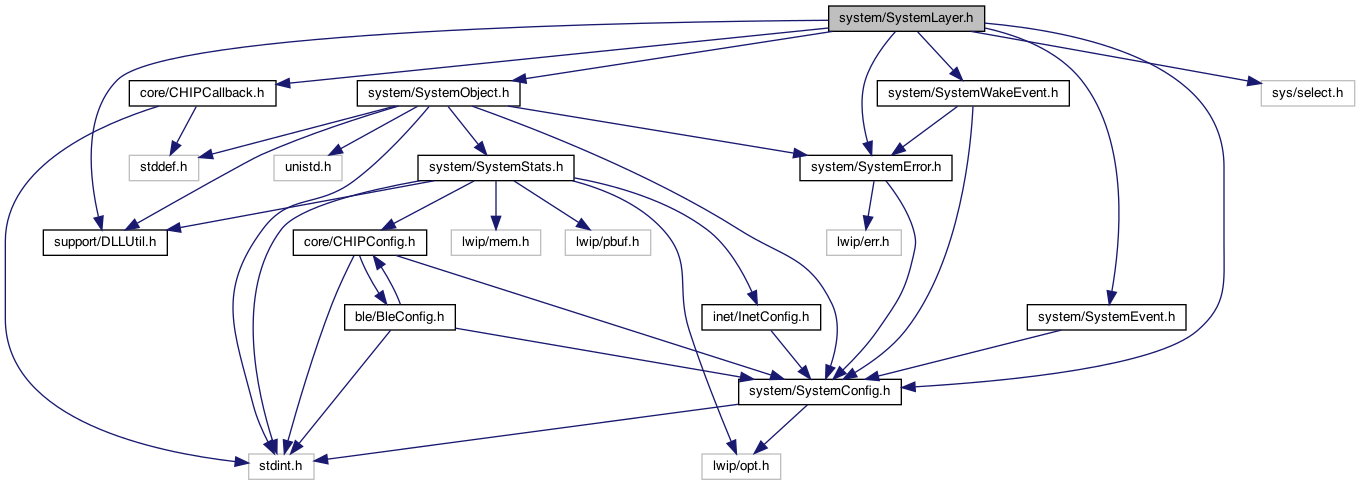 system/SystemLayer.h
core/CHIPCallback.h
system/SystemObject.h
system/SystemWakeEvent.h
sys/select.h
stddef.h
unistd.h
system/SystemStats.h
system/SystemError.h
support/DLLUtil.h
core/CHIPConfig.h
lwip/mem.h
lwip/pbuf.h
lwip/err.h
ble/BleConfig.h
inet/InetConfig.h
system/SystemEvent.h
system/SystemConfig.h
stdint.h
lwip/opt.h